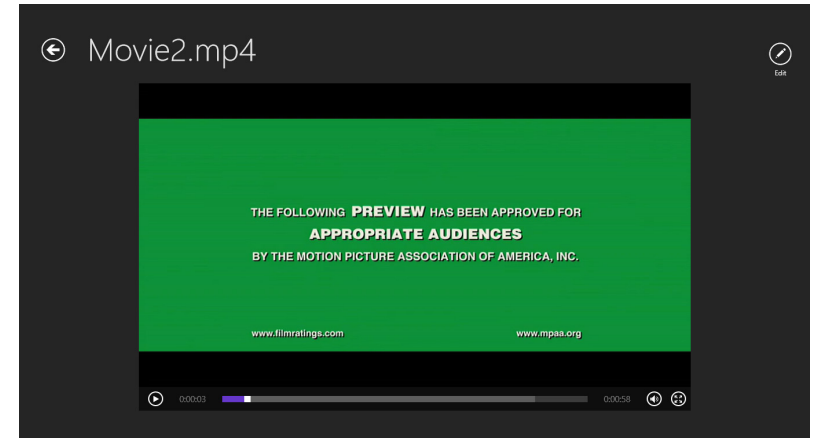 Movie2.mp4
Edit
THE FOLLOWING PREVIEW HAS BEEN APPROVED FOR
APPROPRIATE AUDIENCES
BY THE MOTION PICTURE ASSOCIATION OF AMERICA, INC.
www.filmratings.com www.mpaa.org
0:00:03 0:00:58